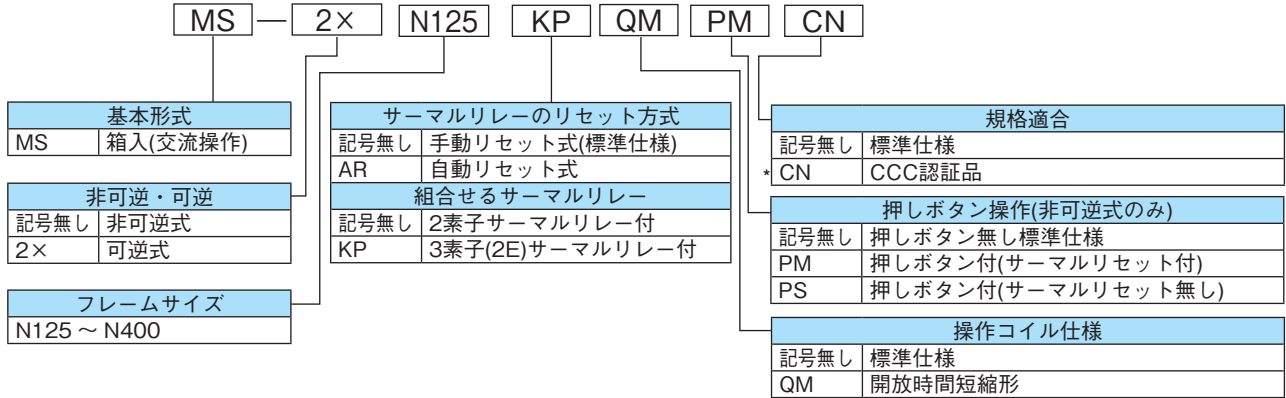 MS — 2× N125 KP QM PM CN
基本形式
MS 箱入(交流操作)
非可逆・可逆
記号無し 非可逆式
2× 可逆式
フレームサイズ
N125 ～ N400
サーマルリレーのリセット方式
記号無し 手動リセット式(標準仕様)
AR 自動リセット式
組合せるサーマルリレー
記号無し 2素子サーマルリレー付
KP 3素子(2E)サーマルリレー付
規格適合
記号無し 標準仕様
* CN CCC認証品
押しボタン操作(非可逆式のみ)
記号無し 押しボタン無し標準仕様
PM 押しボタン付(サーマルリセット付)
PS 押しボタン付(サーマルリセット無し)
操作コイル仕様
記号無し 標準仕様
QM 開放時間短縮形